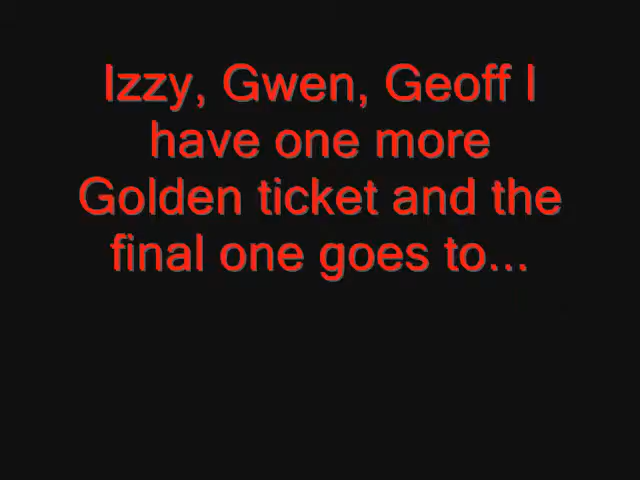 Izzy, Gwen, Geoff I
have one more
Golden ticket and the
final one goes to...